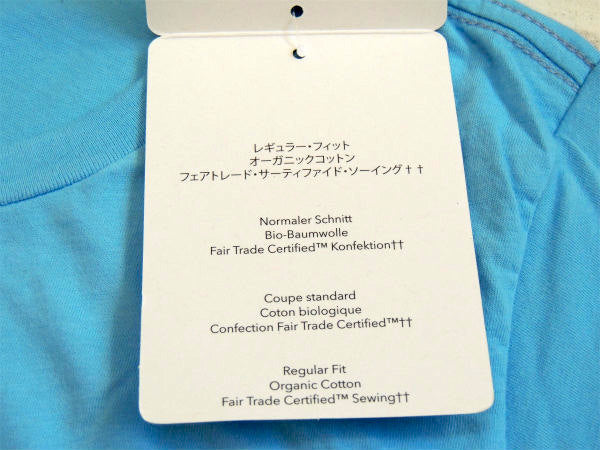 レギュラー・フィット
オーガニックコットン
フェアトレード・サーティファイド・ソーイング††
Normaler Schnitt
Bio-Baumwolle
Fair Trade Certified™ Konfektion††
Coupe standard
Coton biologique
Confection Fair Trade Certified™††
Regular Fit
Organic Cotton
Fair Trade Certified™ Sewing††